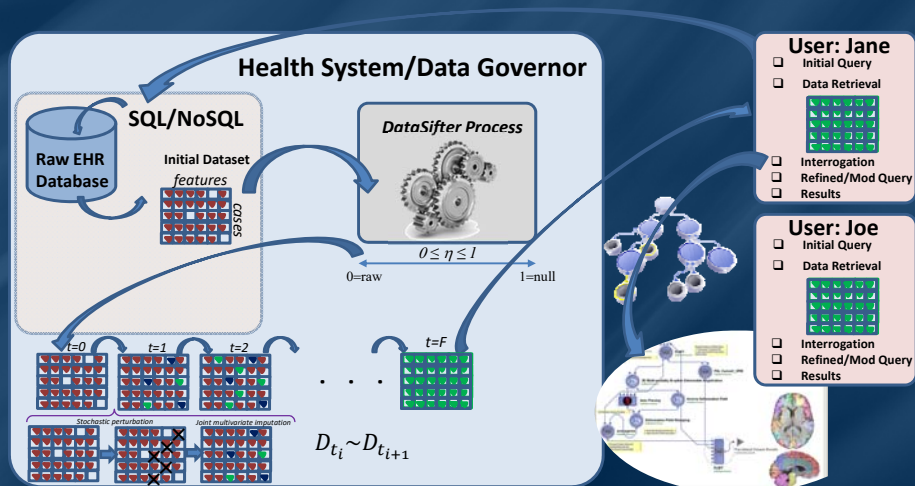 Health System/Data Governor
SQL/NoSQL
Raw EHR
Database
Initial Dataset
features
cases
DataSifter Process
0 ≤ η ≤ 1
0=raw
1=null
t=0
t=1
t=2
. . .
t=F
Stochastic perturbation
Joint multivariate imputation
D_{t_i}~D_{t_{i+1}}
User: Jane
❑ Initial Query
❑ Data Retrieval
❑ Interrogation
❑ Refined/Mod Query
❑ Results
User: Joe
❑ Initial Query
❑ Data Retrieval
❑ Interrogation
❑ Refined/Mod Query
❑ Results